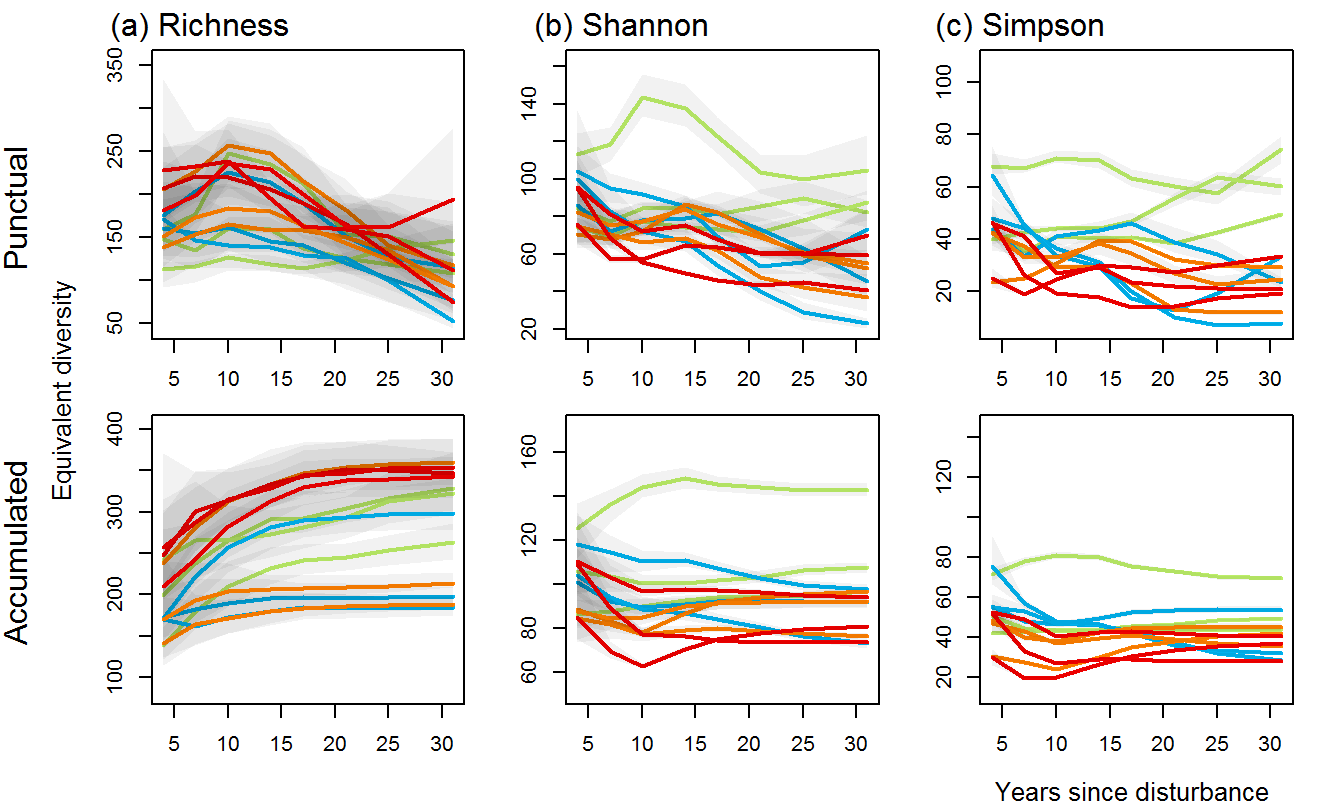 (a) Richness
(b) Shannon
(c) Simpson
Punctual
Accumulated
Equivalent diversity
50 150 250 350
5 10 15 20 25 30
20 60 100 140
5 10 15 20 25 30
20 40 60 80 100
5 10 15 20 25 30
100 200 300 400
5 10 15 20 25 30
60 80 120 160
5 10 15 20 25 30
20 40 60 80 120
5 10 15 20 25 30
Years since disturbance